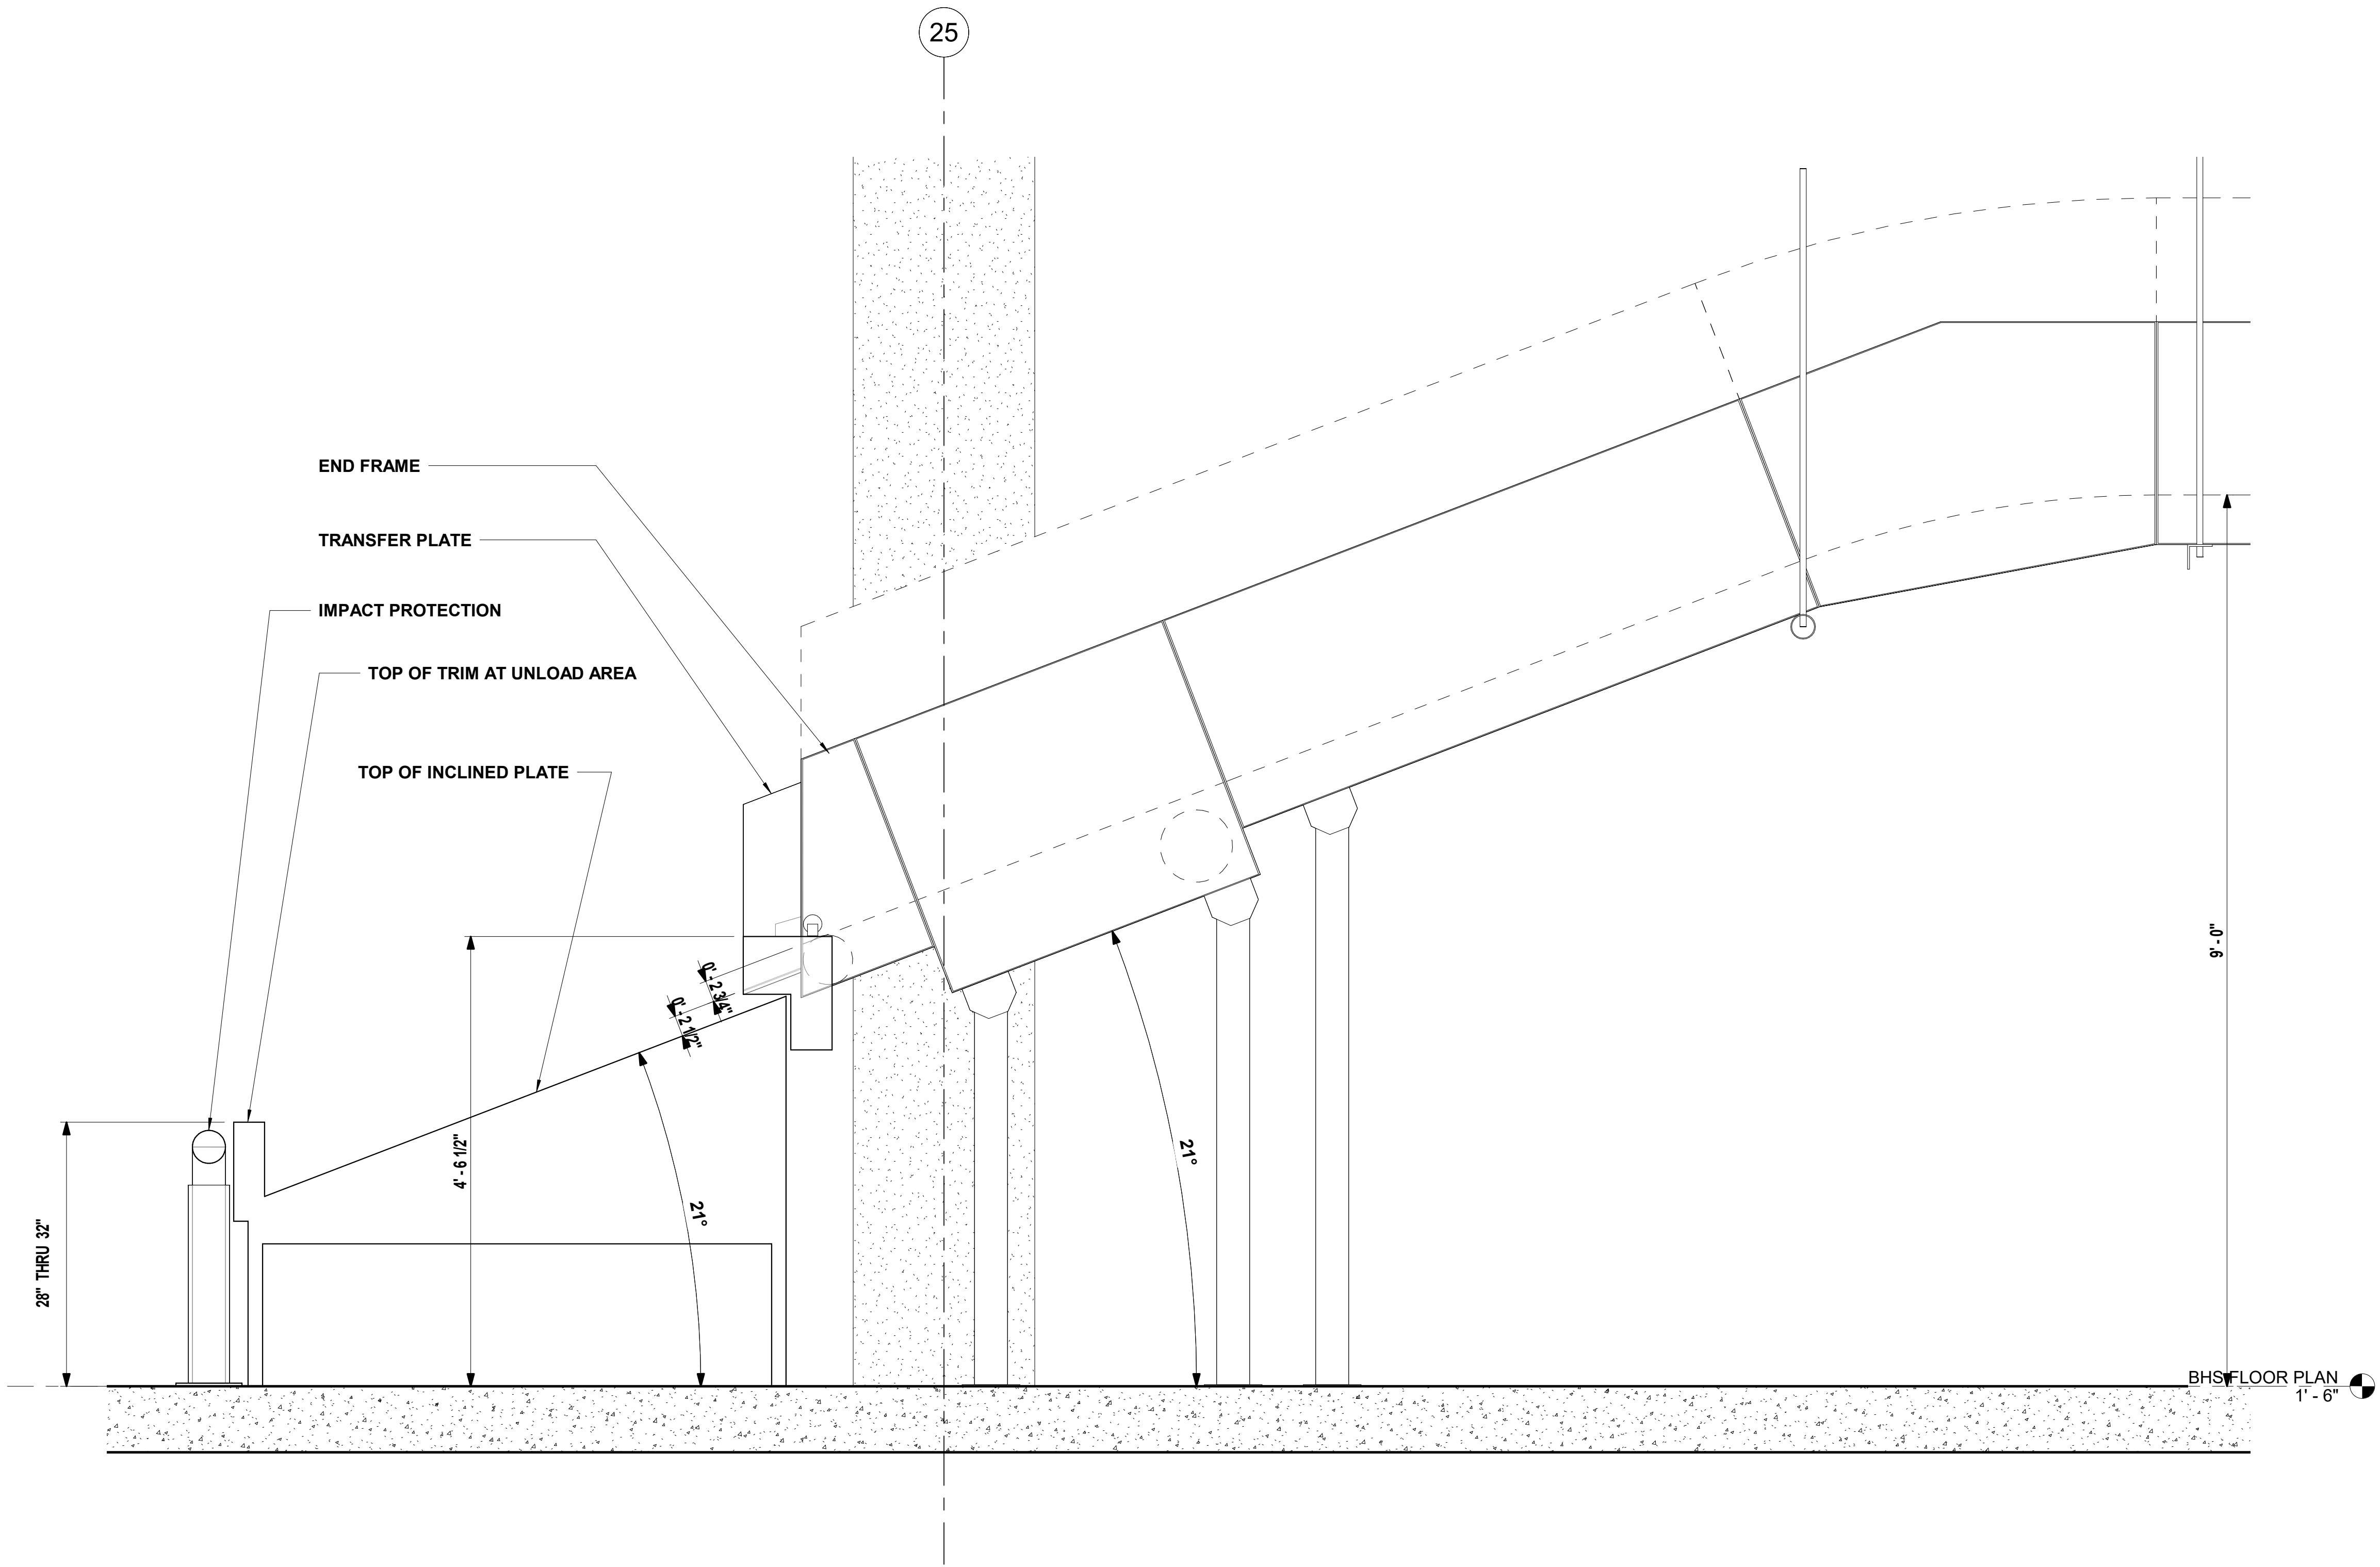 25
END FRAME
TRANSFER PLATE
IMPACT PROTECTION
TOP OF TRIM AT UNLOAD AREA
TOP OF INCLINED PLATE
0' - 2 3/4"
0' - 2 1/2"
9' - 0"
4' - 6 1/2"
21°
21°
28" THRU 32"
BHS FLOOR PLAN
1' - 6"